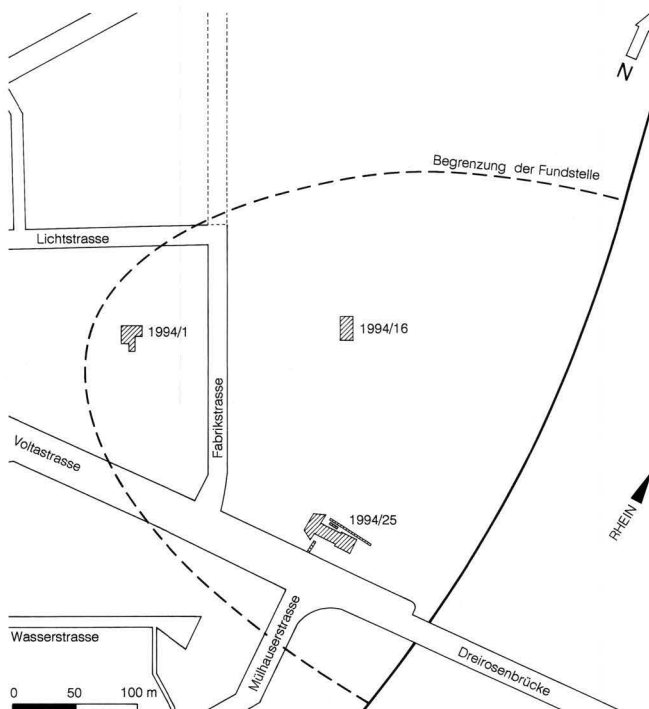 N
Begrenzung der Fundstelle
Lichtstrasse
1994/1
1994/16
Fabrikstrasse
Voltastrasse
1994/25
RHEIN
Wasserstrasse
Mülhauserstrasse
Dreirosenbrücke
0 50 100 m